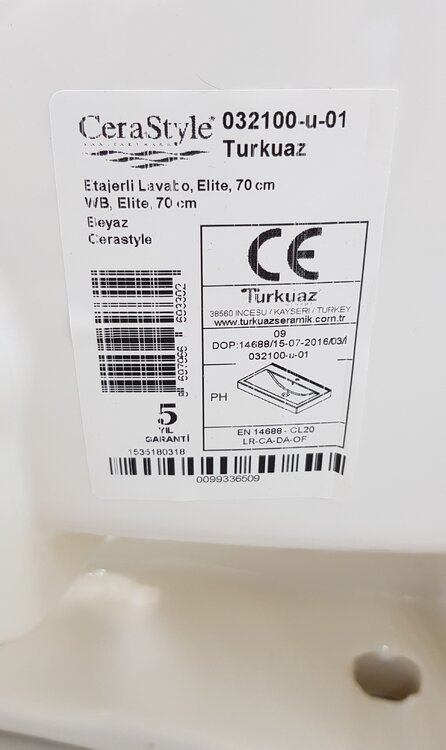 CeraStyle® 032100-u-01
Turkuaz
Etajerli Lavabo, Elite, 70 cm
WB, Elite, 70 cm
Beyaz
Cerastyle
CE
Turkuaz
38560 INCESU / KAYSERI / TURKEY
www.turkuazseramik.com.tr
09
DOP:14688/15-07-2016/03/I
032100-u-01
PH
EN 14688 - CL20
LR-CA-DA-OF
5
YIL
GARANTİ
1535180318
0099336509